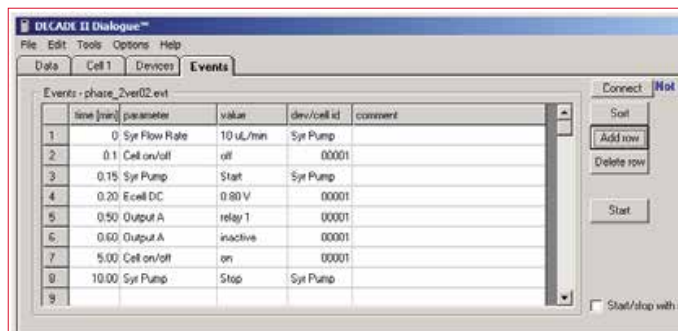 DECADE II Dialogue™
File Edit Tools Options Help
Data Cell 1 Devices Events
Events - phase_2ver02.evt
time [min] parameter value dev/cell id comment
1 0 Syr Flow Rate 10 uL/min Syr Pump
2 0.1 Cell on/off off 00001
3 0.15 Syr Pump Start Syr Pump
4 0.20 Ecell DC 0.80 V 00001
5 0.50 Output A relay 1 00001
6 0.60 Output A inactive 00001
7 5.00 Cell on/off on 00001
8 10.00 Syr Pump Stop Syr Pump
9
Connect Not
Sort
Add row
Delete row
Start
Start/stop with